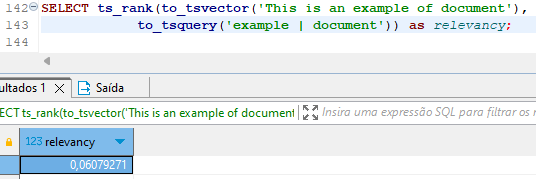 142 SELECT ts_rank(to_tsvector('This is an example of document'),
143 to_tsquery('example | document')) as relevancy;
144
ultados 1 Saída
ECT ts_rank(to_tsvector('This is an example of document Insira uma expressão SQL para filtrar os
123 relevancy
0,06079271